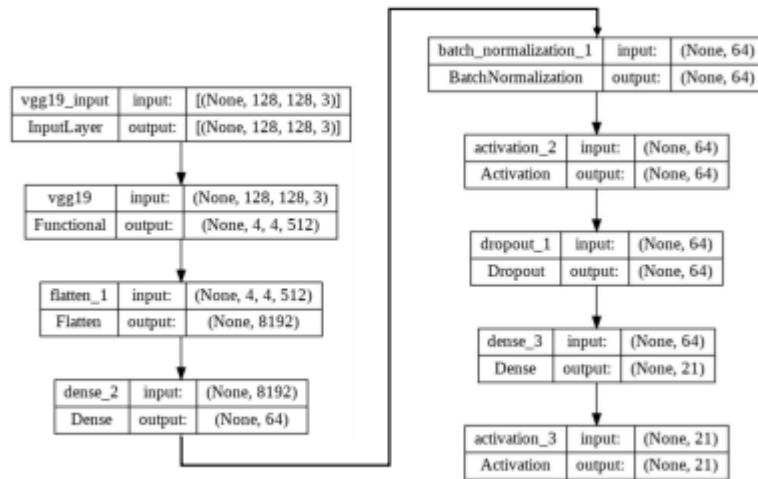 vgg19_input input: [(None, 128, 128, 3)]
InputLayer output: [(None, 128, 128, 3)]
vgg19 input: (None, 128, 128, 3)
Functional output: (None, 4, 4, 512)
flatten_1 input: (None, 4, 4, 512)
Flatten output: (None, 8192)
dense_2 input: (None, 8192)
Dense output: (None, 64)
batch_normalization_1 input: (None, 64)
BatchNormalization output: (None, 64)
activation_2 input: (None, 64)
Activation output: (None, 64)
dropout_1 input: (None, 64)
Dropout output: (None, 64)
dense_3 input: (None, 64)
Dense output: (None, 21)
activation_3 input: (None, 21)
Activation output: (None, 21)